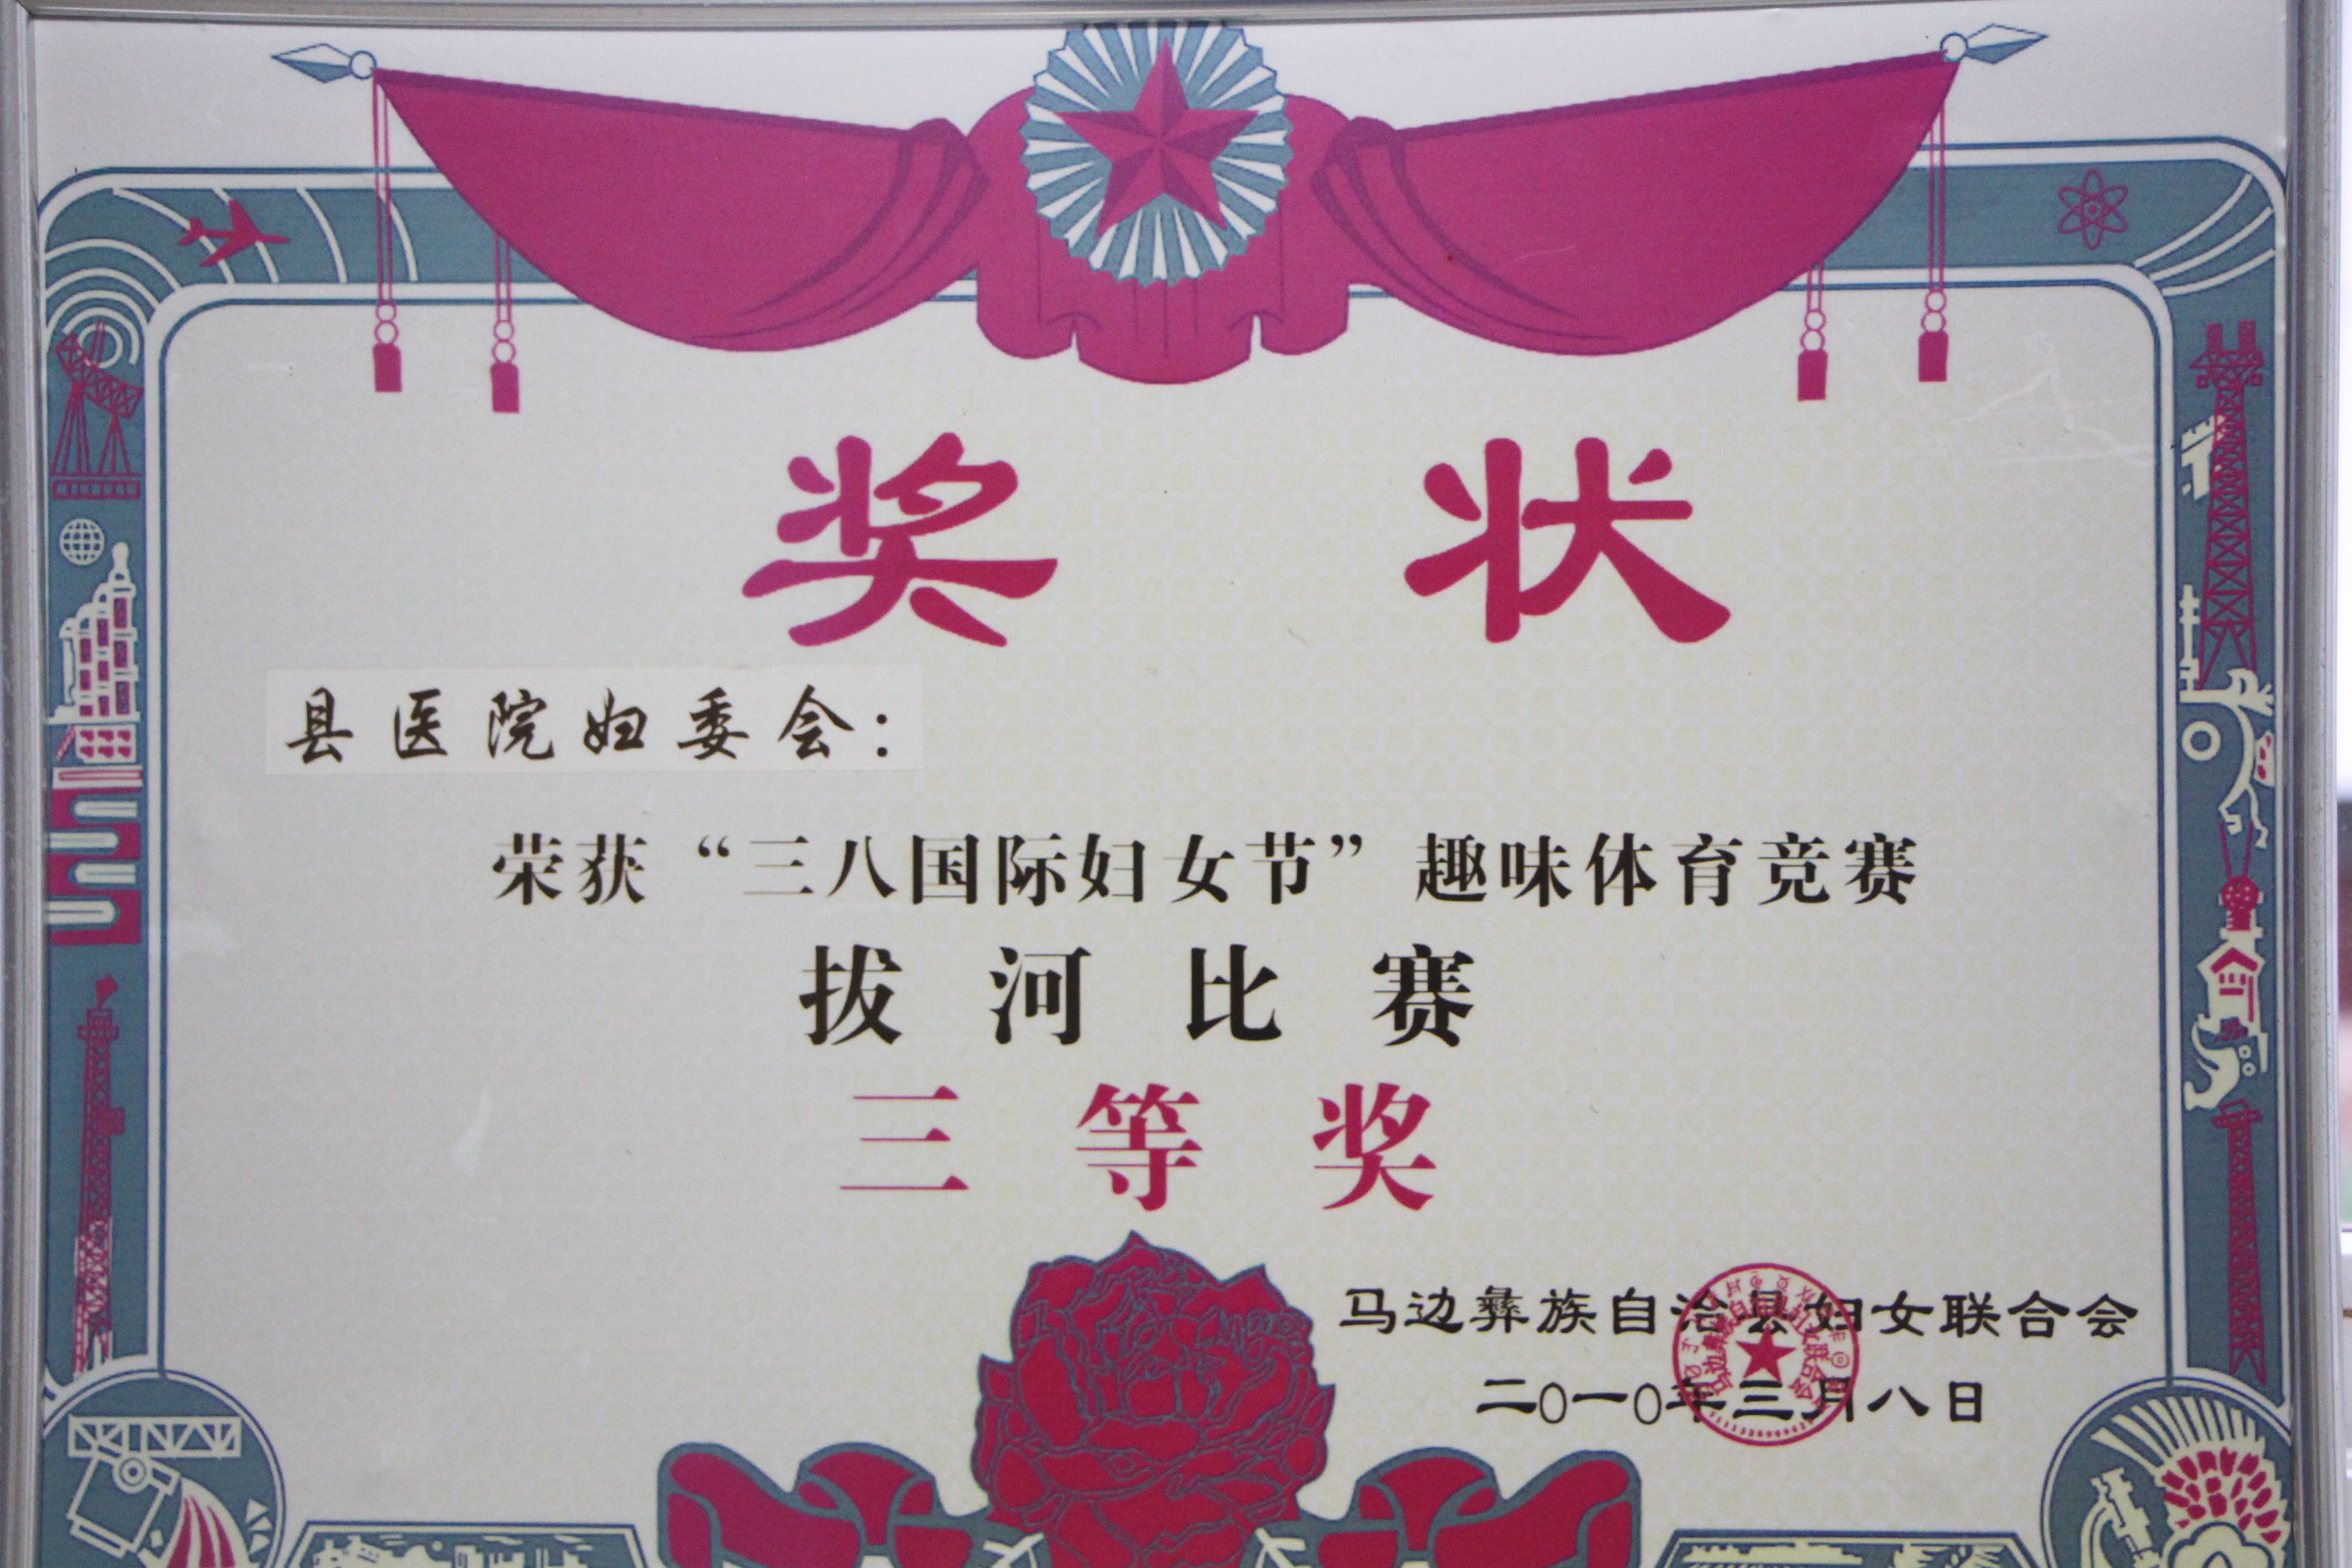 奖状
县医院妇委会：
荣获“三八国际妇女节”趣味体育竞赛
拔河比赛
三等奖
马边彝族自治县妇女联合会
二〇一〇年三月八日